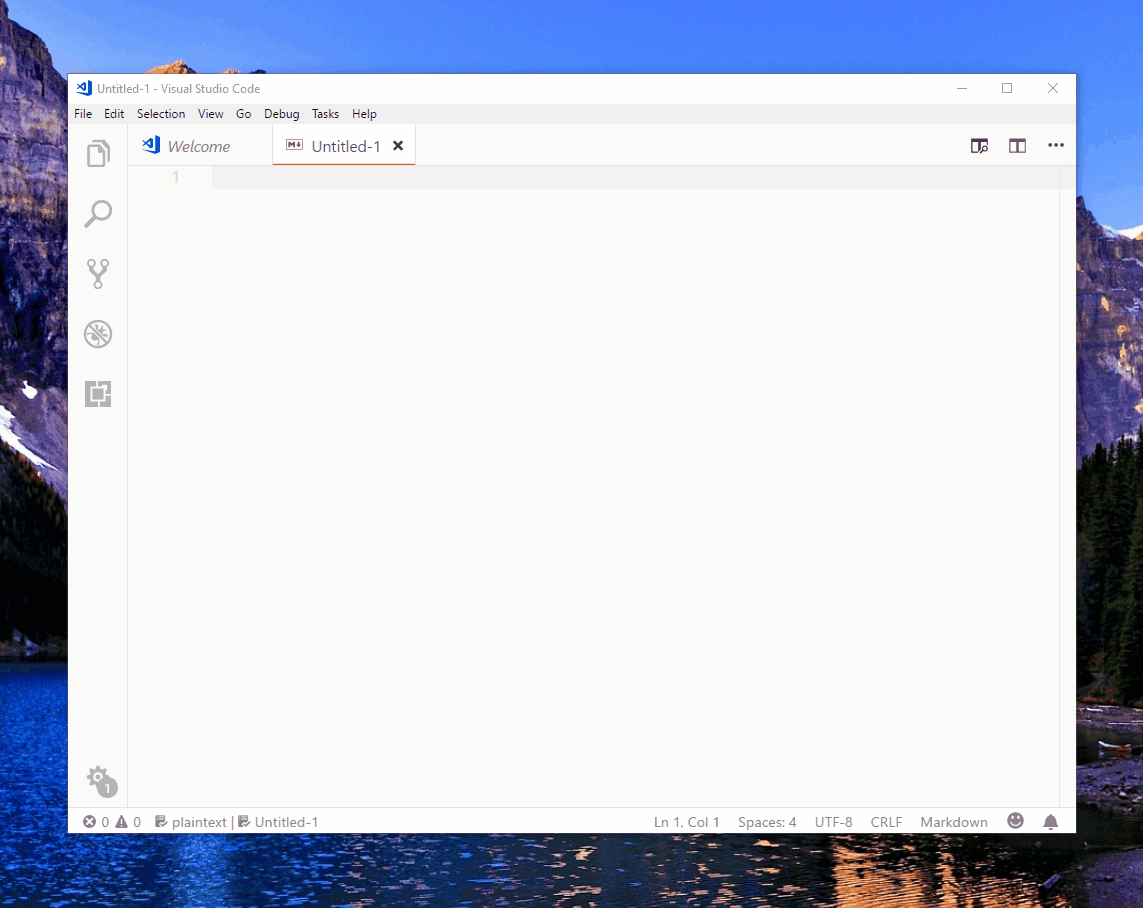 Untitled-1 - Visual Studio Code
File Edit Selection View Go Debug Tasks Help
Welcome Untitled-1
1
1
0 0 plaintext | Untitled-1 Ln 1, Col 1 Spaces: 4 UTF-8 CRLF Markdown